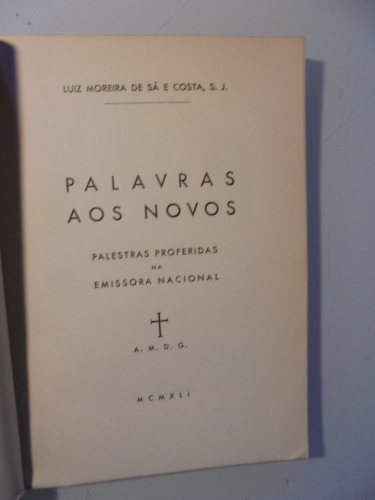 LUIZ MOREIRA DE SÁ E COSTA, S. J.
PALAVRAS
AOS NOVOS
PALESTRAS PROFERIDAS
NA
EMISSORA NACIONAL
A. M. D. G.
MCMXLI